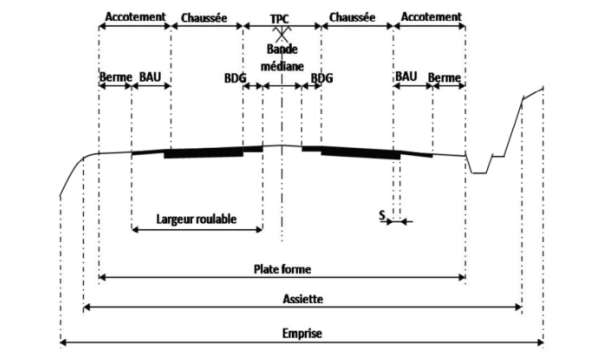 Accotement Chaussée TPC Chaussée Accotement
Bande
médiane
Berme BAU BDG BDG BAU Berme
Largeur roulable
S
Plate forme
Assiette
Emprise